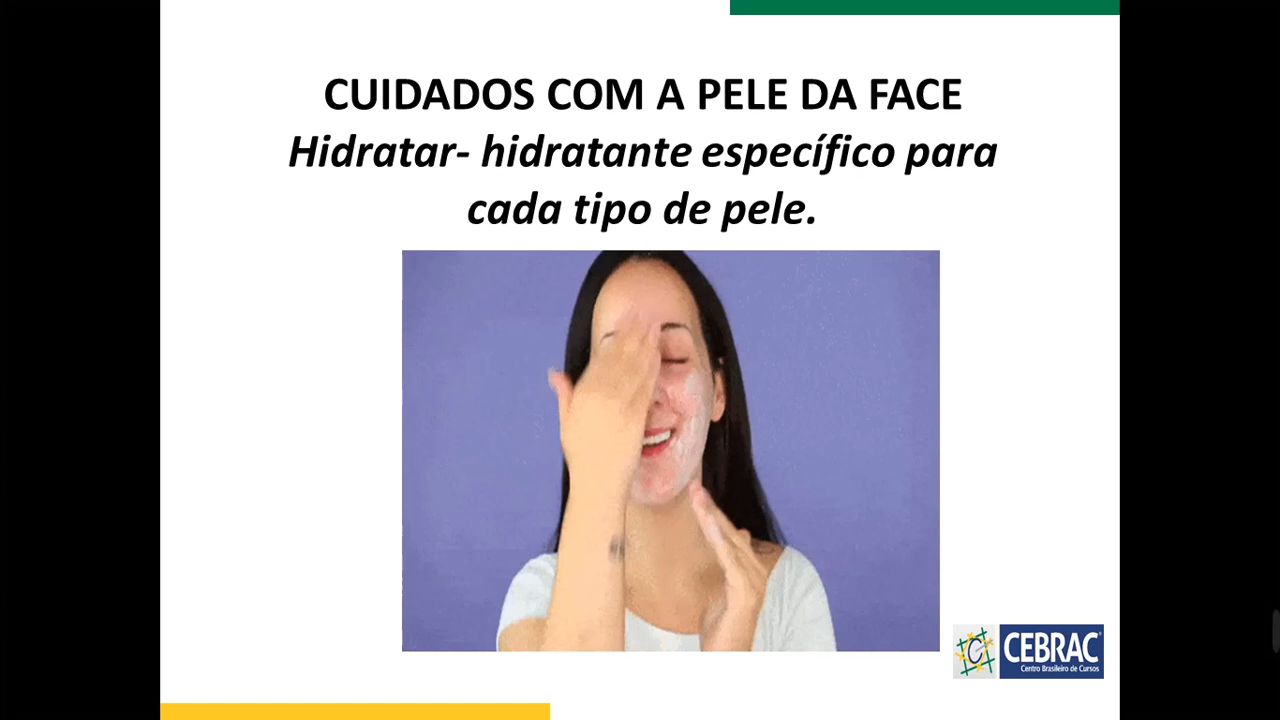 CUIDADOS COM A PELE DA FACE
Hidratar- hidratante específico para
cada tipo de pele.
CEBRAC
Centro Brasileiro de Cursos